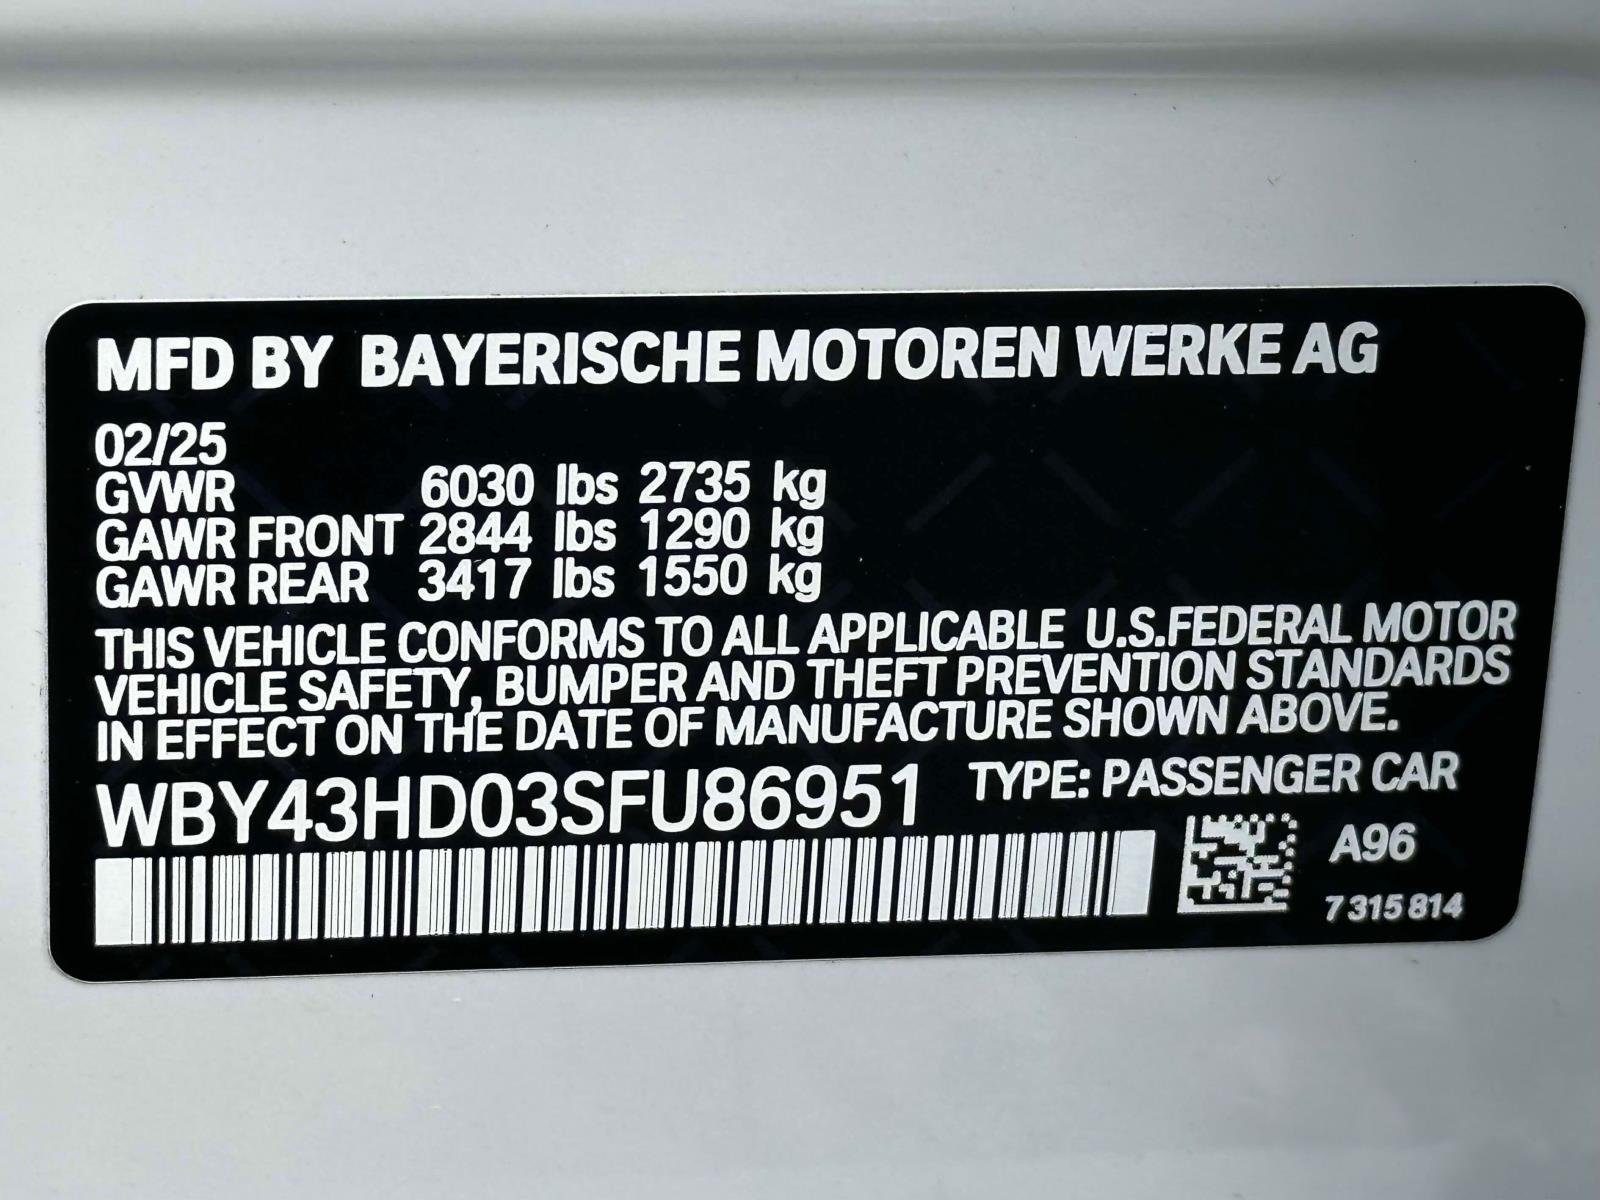 MFD BY BAYERISCHE MOTOREN WERKE AG
02/25
GVWR 6030 lbs 2735 kg
GAWR FRONT 2844 lbs 1290 kg
GAWR REAR 3417 lbs 1550 kg
THIS VEHICLE CONFORMS TO ALL APPLICABLE U.S.FEDERAL MOTOR
VEHICLE SAFETY, BUMPER AND THEFT PREVENTION STANDARDS
IN EFFECT ON THE DATE OF MANUFACTURE SHOWN ABOVE.
WBY43HD03SFU86951 TYPE: PASSENGER CAR
A96
7 315 814